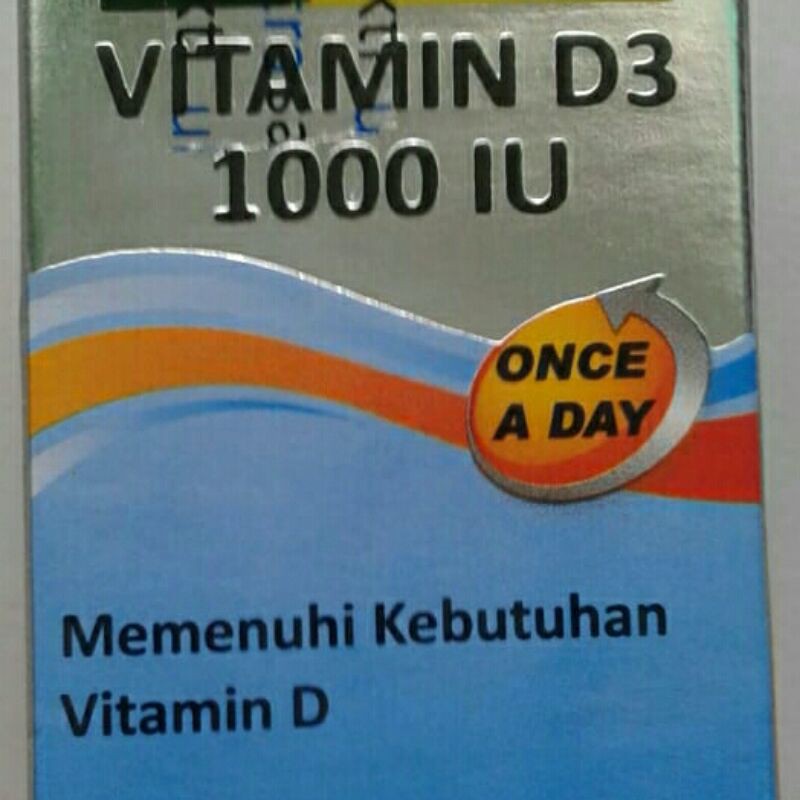 VITAMIN D3
1000 IU
ONCE
A DAY
Memenuhi Kebutuhan
Vitamin D